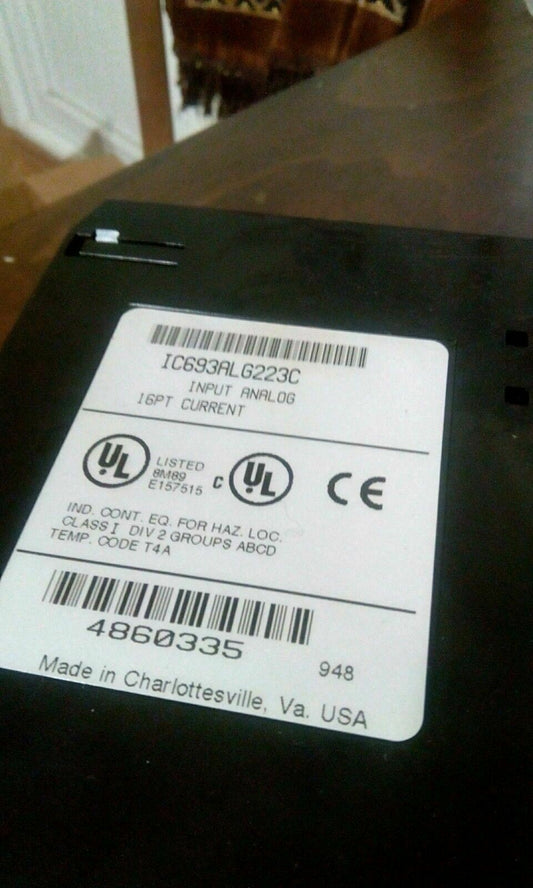 IC693ALG223C
INPUT ANALOG
16PT CURRENT
UL LISTED
8M89
E157515
C UL CE
IND. CONT. EQ. FOR HAZ. LOC.
CLASS I DIV 2 GROUPS ABCD
TEMP. CODE T4A
4860335
948
Made in Charlottesville, Va. USA